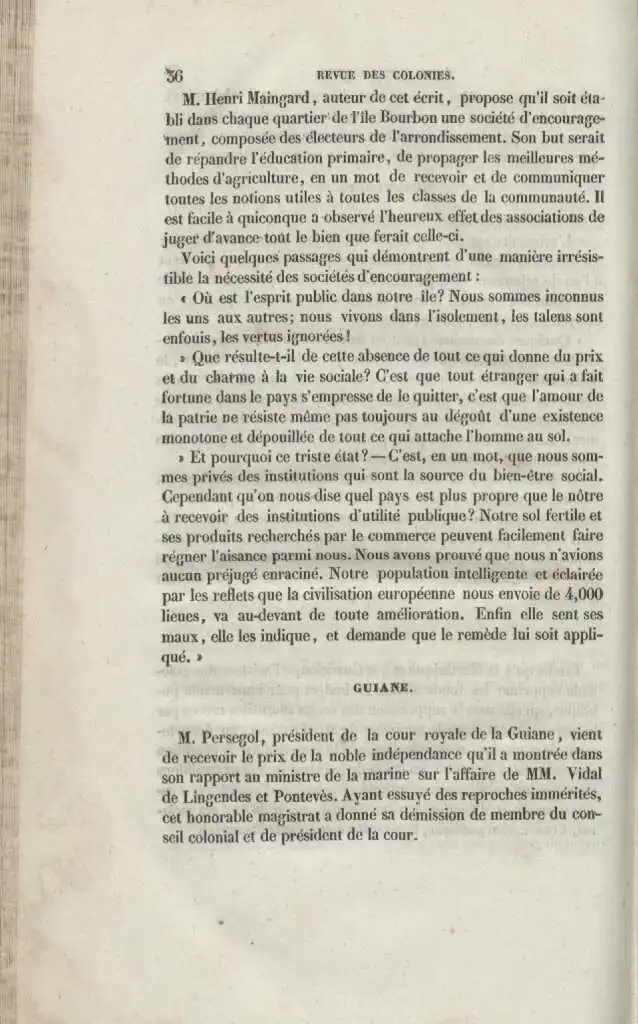 36 REVUE DES COLONIES.
M. Henri Maingard, auteur de cet écrit, propose qu'il soit éta-
bli dans chaque quartier de l'île Bourbon une société d'encourage-
ment, composée des électeurs de l'arrondissement. Son but serait
de répandre l'éducation primaire, de propager les meilleures mé-
thodes d'agriculture, en un mot de recevoir et de communiquer
toutes les notions utiles à toutes les classes de la communauté. Il
est facile à quiconque a observé l'heureux effet des associations de
juger d'avance tout le bien que ferait celle-ci.
Voici quelques passages qui démontrent d'une manière irrésis-
tible la nécessité des sociétés d'encouragement :
« Où est l'esprit public dans notre île? Nous sommes inconnus
les uns aux autres; nous vivons dans l'isolement, les talens sont
enfouis, les vertus ignorées!
» Que résulte-t-il de cette absence de tout ce qui donne du prix
et du charme à la vie sociale? C'est que tout étranger qui a fait
fortune dans le pays s'empresse de le quitter, c'est que l'amour de
la patrie ne résiste même pas toujours au dégoût d'une existence
monotone et dépouillée de tout ce qui attache l'homme au sol.
» Et pourquoi ce triste état? — C'est, en un mot, que nous som-
mes privés des institutions qui sont la source du bien-être social.
Cependant qu'on nous dise quel pays est plus propre que le nôtre
à recevoir des institutions d'utilité publique? Notre sol fertile et
ses produits recherchés par le commerce peuvent facilement faire
régner l'aisance parmi nous. Nous avons prouvé que nous n'avions
aucun préjugé enraciné. Notre population intelligente et éclairée
par les reflets que la civilisation européenne nous envoie de 4,000
lieues, va au-devant de toute amélioration. Enfin elle sent ses
maux, elle les indique, et demande que le remède lui soit appli-
qué. »
GUIANE.
M. Persegol, président de la cour royale de la Guiane, vient
de recevoir le prix de la noble indépendance qu'il a montrée dans
son rapport au ministre de la marine sur l'affaire de MM. Vidal
de Lingendes et Pontevès. Ayant essuyé des reproches immérités,
cet honorable magistrat a donné sa démission de membre du con-
seil colonial et de président de la cour.